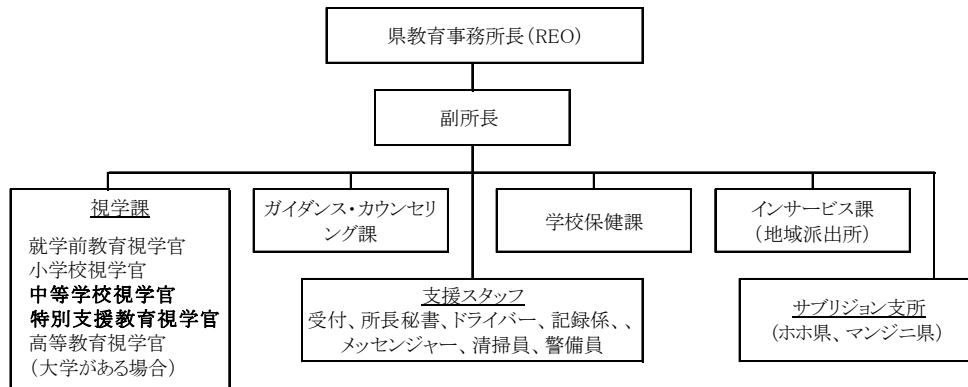 県教育事務所長（REO）
副所長
視学課
就学前教育視学官
小学校視学官
中等学校視学官
特別支援教育視学官
高等教育視学官
（大学がある場合）
ガイダンス・カウンセリ
ング課
学校保健課
インサービス課
（地域派出所）
支援スタッフ
受付、所長秘書、ドライバー、記録係、、
メッセンジャー、清掃員、警備員
サブリジョン支所
(ホホ県、マンジニ県）